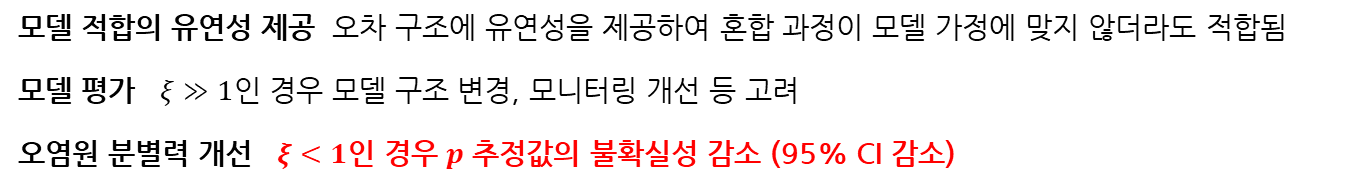 모델 적합의 유연성 제공 오차 구조에 유연성을 제공하여 혼합 과정이 모델 가정에 맞지 않더라도 적합됨
모델 평가 ξ ≫ 1인 경우 모델 구조 변경, 모니터링 개선 등 고려
오염원 분별력 개선 ξ < 1인 경우 p 추정값의 불확실성 감소 (95% CI 감소)